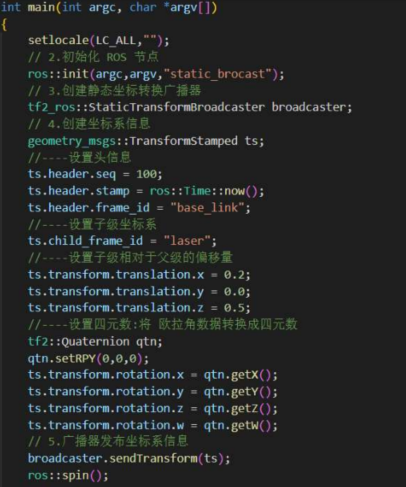 int main(int argc, char *argv[])
{
    setlocale(LC_ALL,"");
    // 2.初始化 ROS 节点
    ros::init(argc,argv,"static_brocast");
    // 3.创建静态坐标转换广播器
    tf2_ros::StaticTransformBroadcaster broadcaster;
    // 4.创建坐标系信息
    geometry_msgs::TransformStamped ts;
    //----设置头信息
    ts.header.seq = 100;
    ts.header.stamp = ros::Time::now();
    ts.header.frame_id = "base_link";
    //----设置子级坐标系
    ts.child_frame_id = "laser";
    //----设置子级相对于父级的偏移量
    ts.transform.translation.x = 0.2;
    ts.transform.translation.y = 0.0;
    ts.transform.translation.z = 0.5;
    //----设置四元数:将 欧拉角数据转换成四元数
    tf2::Quaternion qtn;
    qtn.setRPY(0,0,0);
    ts.transform.rotation.x = qtn.getX();
    ts.transform.rotation.y = qtn.getY();
    ts.transform.rotation.z = qtn.getZ();
    ts.transform.rotation.w = qtn.getW();
    // 5.广播器发布坐标系信息
    broadcaster.sendTransform(ts);
    ros::spin();